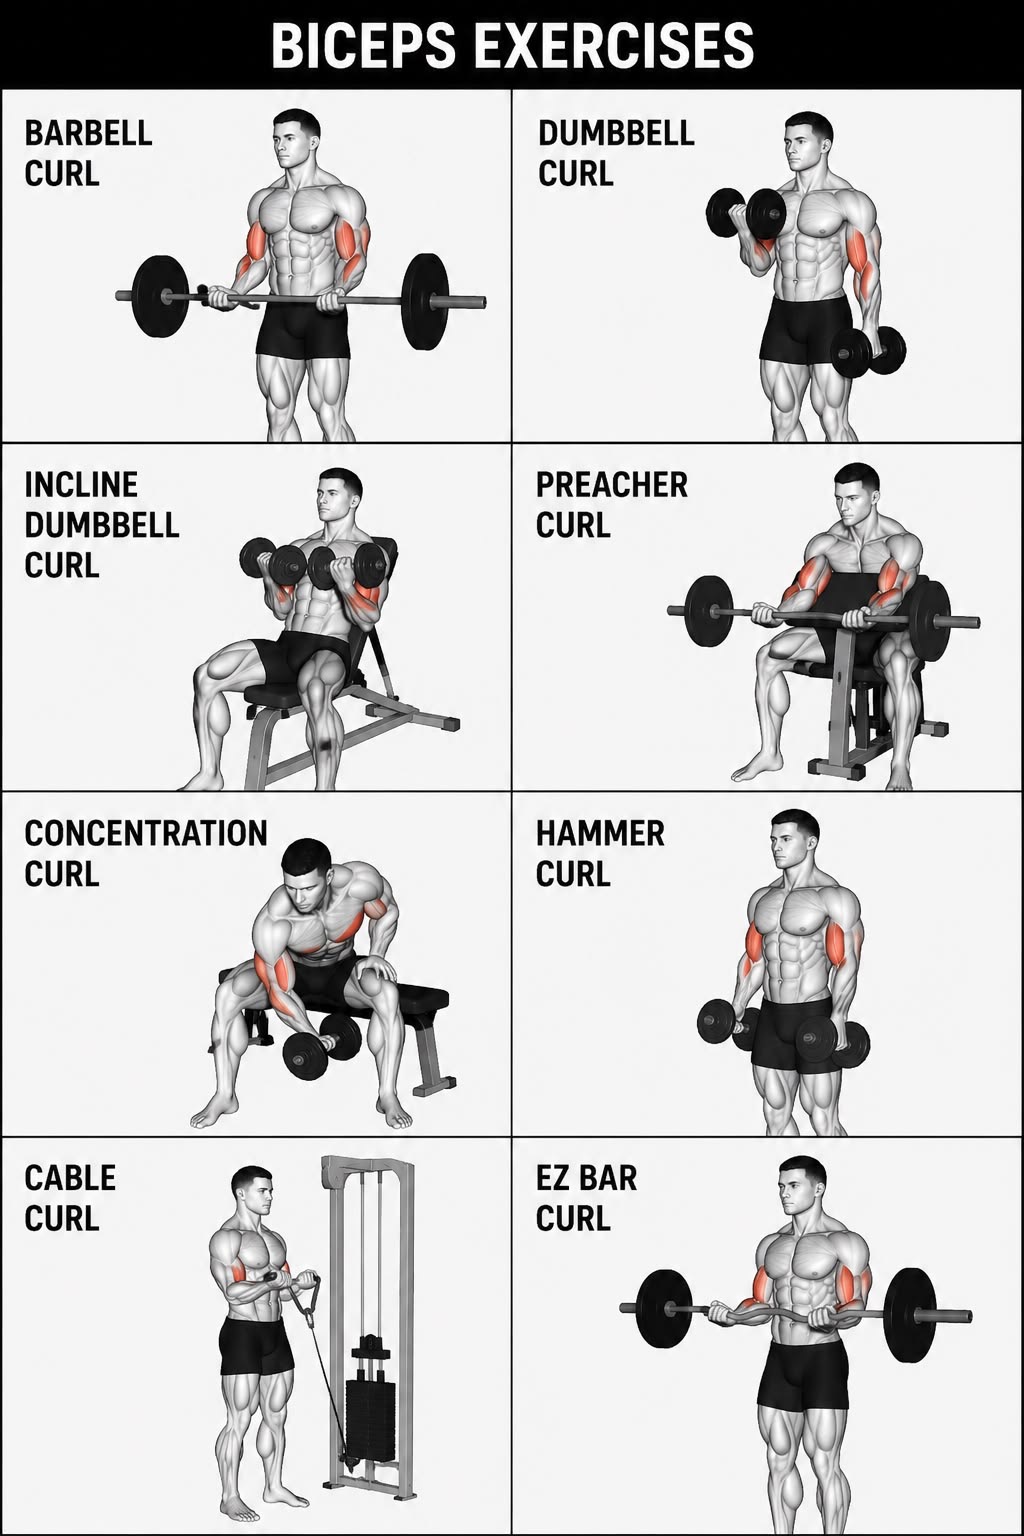 BICEPS EXERCISES
BARBELL
CURL
DUMBBELL
CURL
INCLINE
DUMBBELL
CURL
PREACHER
CURL
CONCENTRATION
CURL
HAMMER
CURL
CABLE
CURL
EZ BAR
CURL